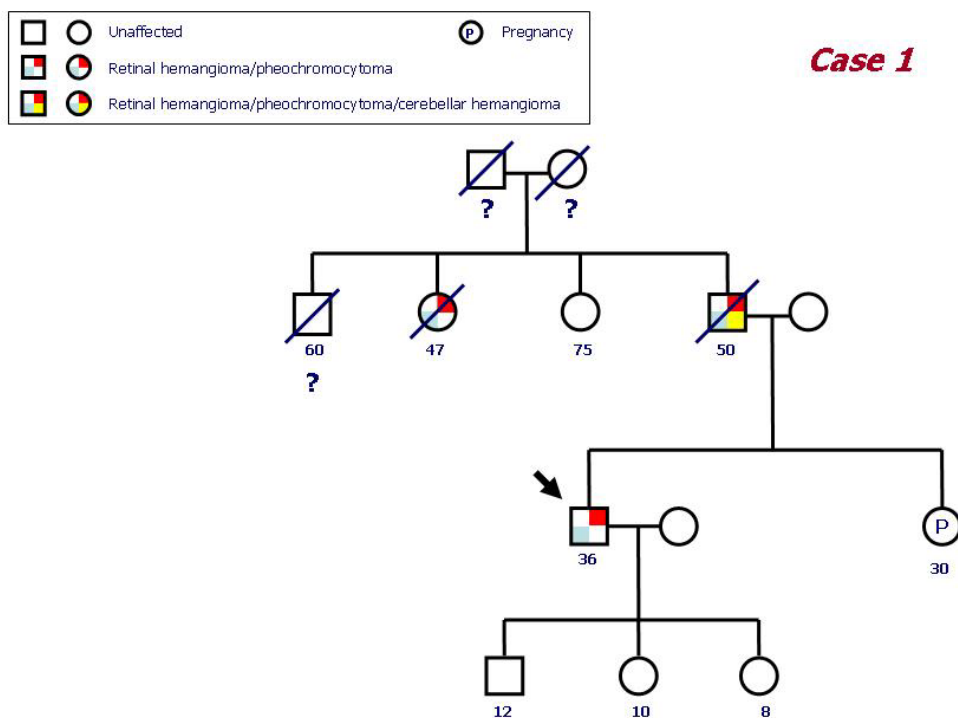 Unaffected
P Pregnancy
Case 1
Retinal hemangioma/pheochromocytoma
Retinal hemangioma/pheochromocytoma/cerebellar hemangioma
? ?
60 47 75 50
?
P
36 30
12 10 8